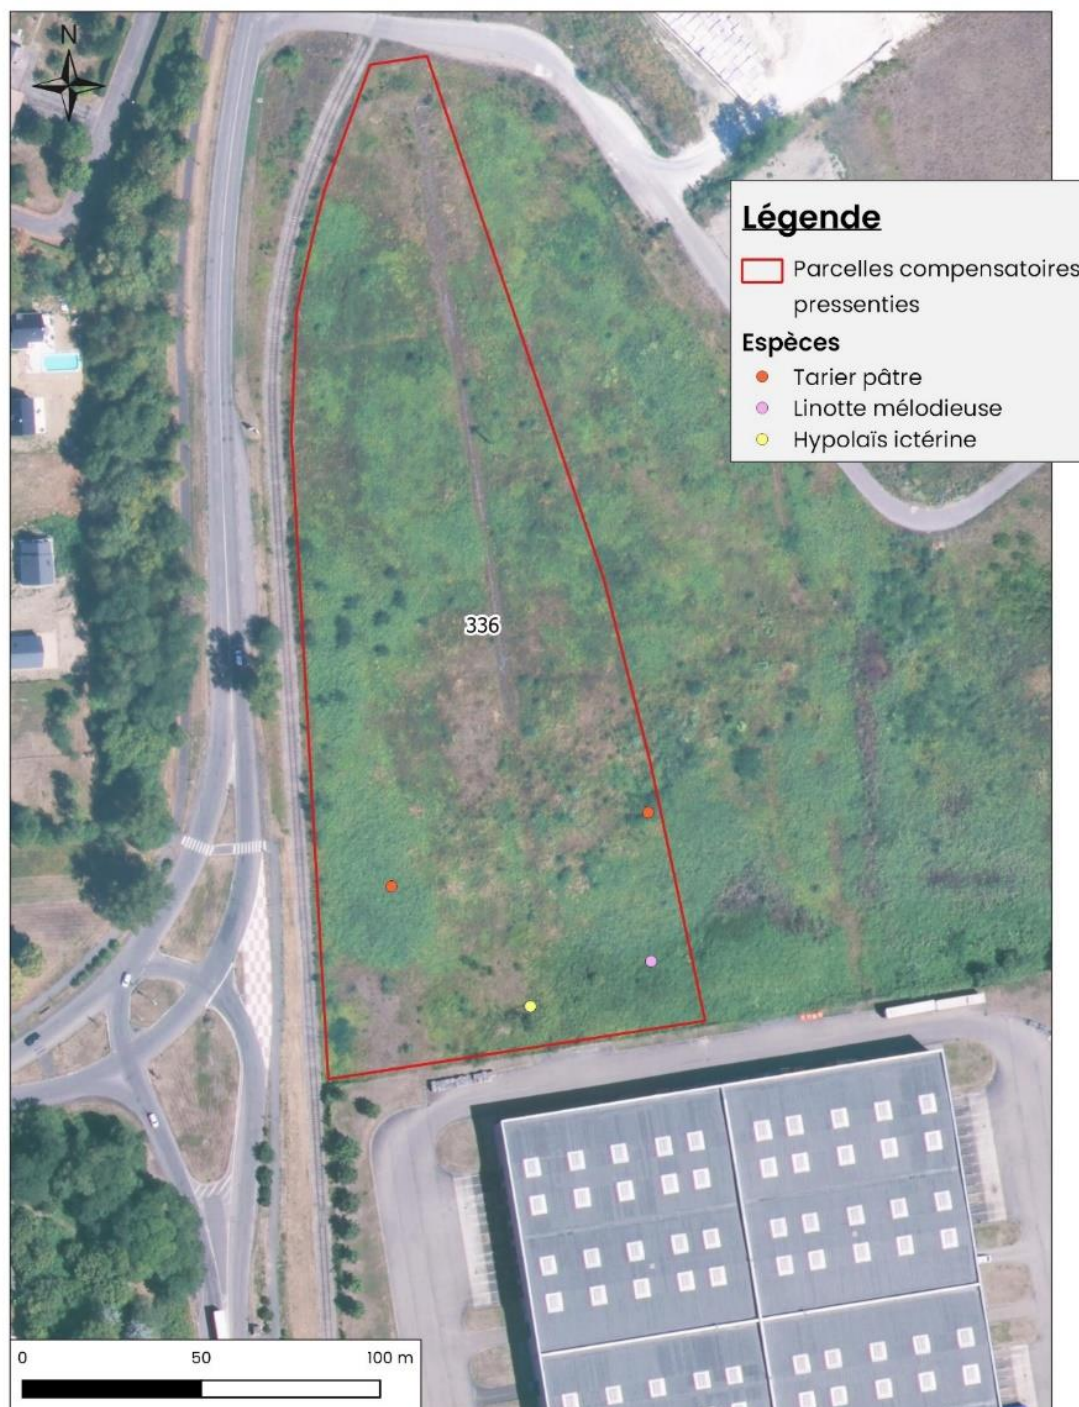 N
Légende
Parcelles compensatoires
pressenties
Espèces
Tarier pâtre
Linotte mélodieuse
Hypolaïs ictérine
336
0 50 100 m